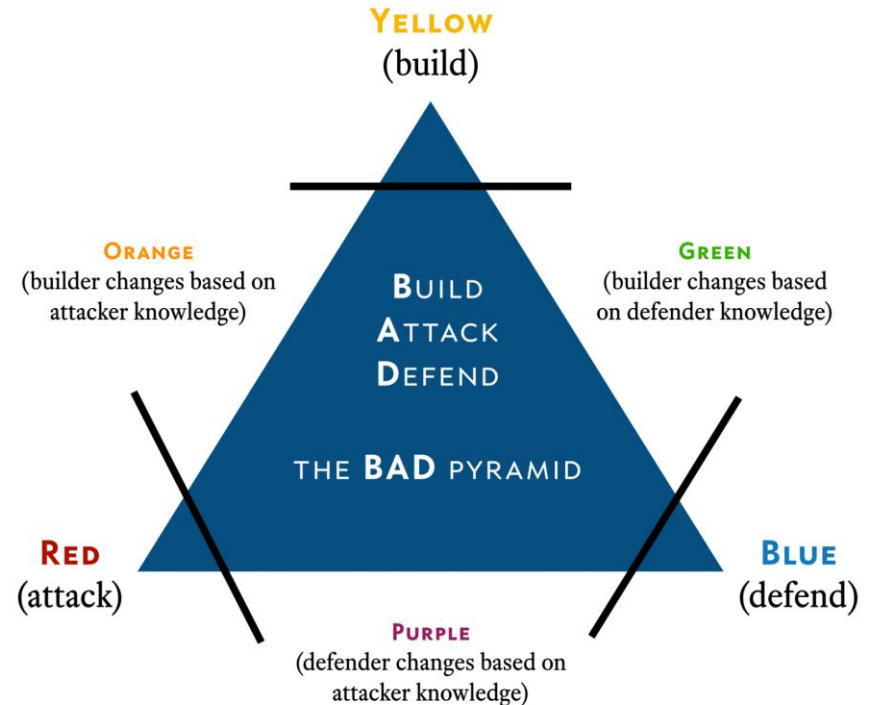 YELLOW
(build)
ORANGE
(builder changes based on
attacker knowledge)
GREEN
(builder changes based
on defender knowledge)
BUILD
ATTACK
DEFEND
THE BAD PYRAMID
RED
(attack)
BLUE
(defend)
PURPLE
(defender changes based on
attacker knowledge)